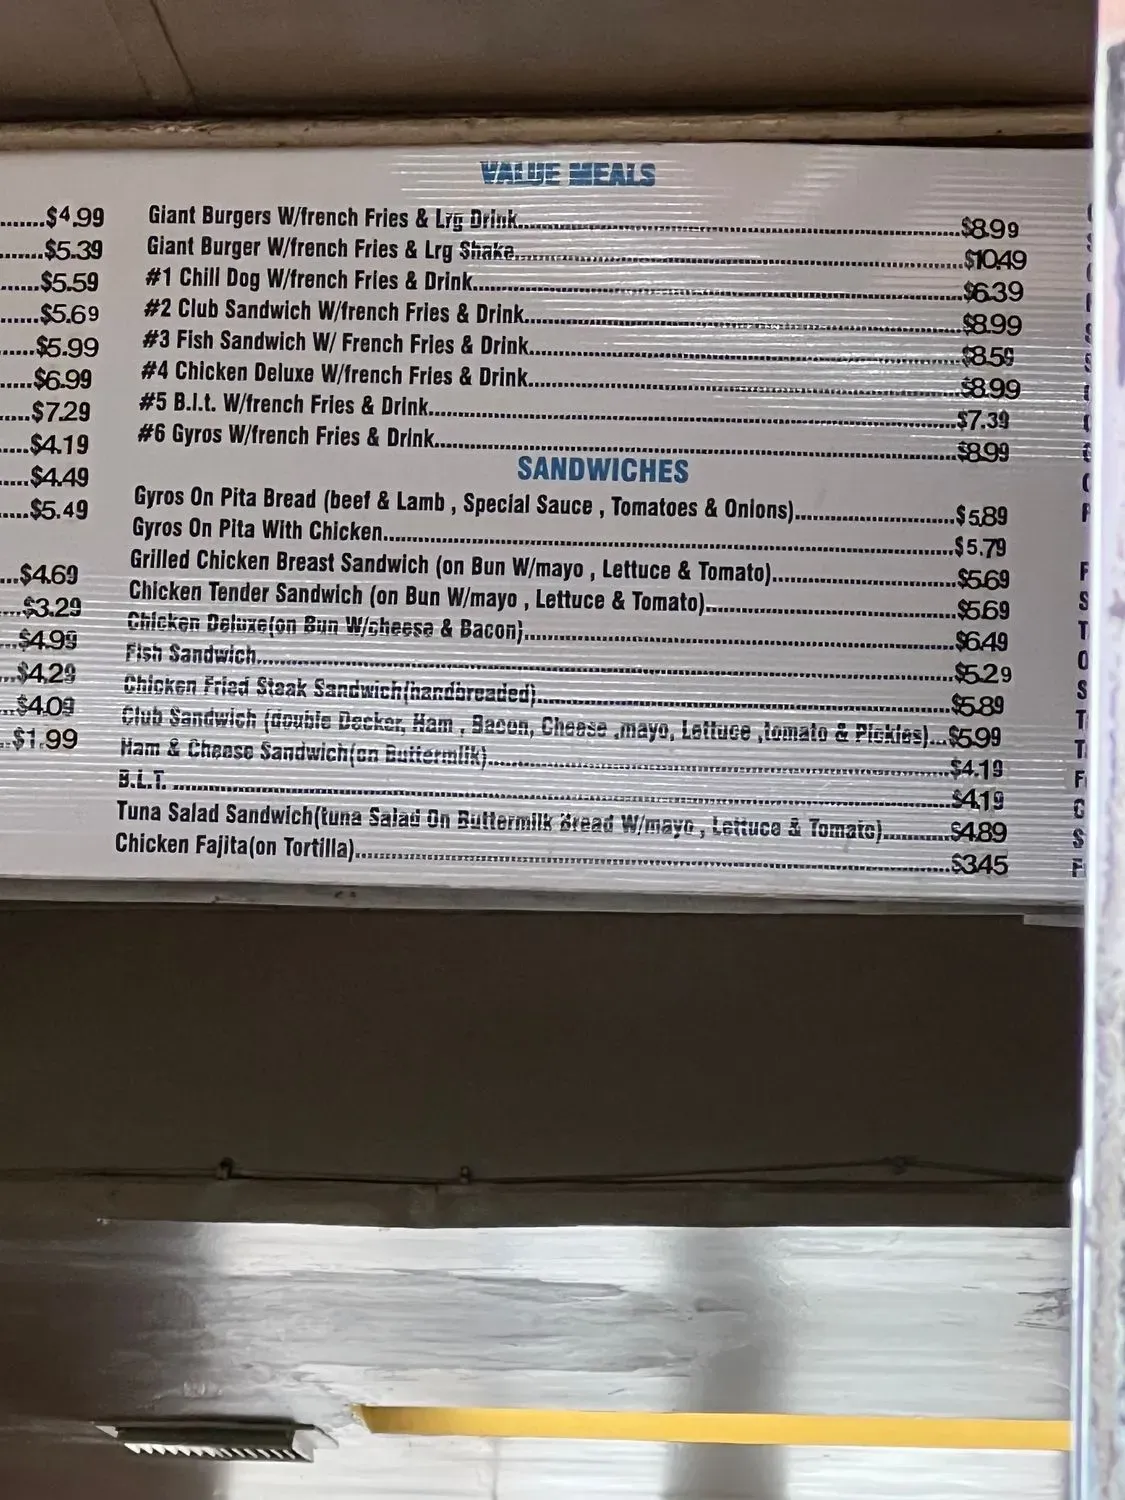 $4.99
$5.39
$5.59
$5.69
$5.99
$6.99
$7.29
$4.19
$4.49
$5.49
$4.69
$3.29
$4.99
$4.29
$4.09
$1.99
VALUE MEALS
Giant Burgers W/french Fries & Lrg Drink $8.99
Giant Burger W/french Fries & Lrg Shake $10.49
#1 Chili Dog W/french Fries & Drink $6.39
#2 Club Sandwich W/french Fries & Drink $8.99
#3 Fish Sandwich W/ French Fries & Drink $8.59
#4 Chicken Deluxe W/french Fries & Drink $8.99
#5 B.l.t. W/french Fries & Drink $7.39
#6 Gyros W/french Fries & Drink $8.99
SANDWICHES
Gyros On Pita Bread (beef & Lamb , Special Sauce , Tomatoes & Onions) $5.89
Gyros On Pita With Chicken $5.79
Grilled Chicken Breast Sandwich (on Bun W/mayo , Lettuce & Tomato) $5.69
Chicken Tender Sandwich (on Bun W/mayo , Lettuce & Tomato) $5.69
Chicken Deluxe(on Bun W/cheese & Bacon) $6.49
Fish Sandwich $5.29
Chicken Fried Steak Sandwich(handbreaded) $5.89
Club Sandwich (double Decker, Ham , Bacon, Cheese ,mayo, Lettuce ,tomato & Pickles) $5.99
Ham & Cheese Sandwich(on Buttermilk) $4.19
B.L.T. $4.19
Tuna Salad Sandwich(tuna Salad On Buttermilk Bread W/mayo , Lettuce & Tomato) $4.89
Chicken Fajita(on Tortilla) $3.45